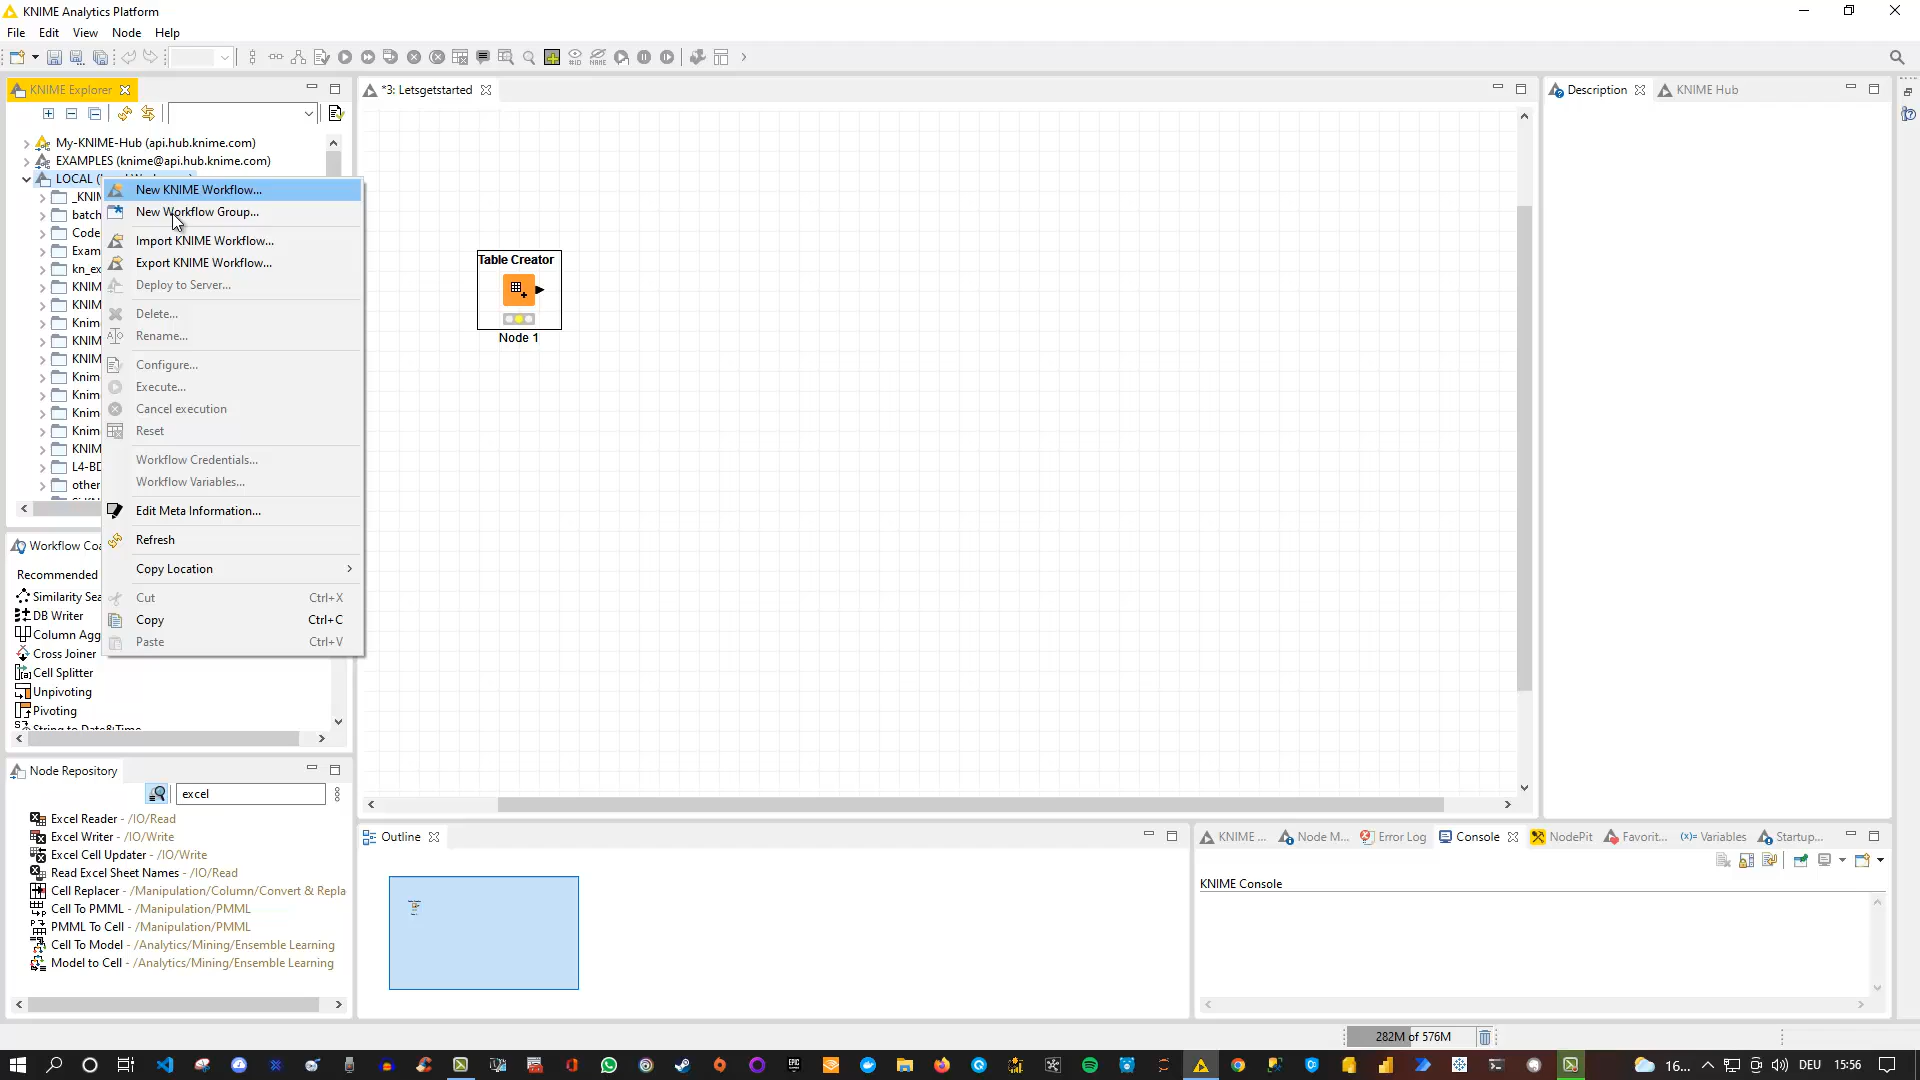 KNIME Analytics Platform
File Edit View Node Help
KNIME Explorer
My-KNIME-Hub (api.hub.knime.com)
EXAMPLES (knime@api.hub.knime.com)
LOCAL (
_KNI
batch
Code
Exam
kn_ex
KNIM
KNIM
Knim
KNIM
KNIM
Knim
Knim
Knim
Knim
KNIM
L4-BD
other
New KNIME Workflow...
New Workflow Group...
Import KNIME Workflow...
Export KNIME Workflow...
Deploy to Server...
Delete...
Rename...
Configure...
Execute...
Cancel execution
Reset
Workflow Credentials...
Workflow Variables...
Edit Meta Information...
Refresh
Copy Location
Cut Ctrl+X
Copy Ctrl+C
Paste Ctrl+V
Workflow Coa
Recommended
Similarity Sea
DB Writer
Column Agg
Cross Joiner
Cell Splitter
Unpivoting
Pivoting
String to Date&Time
Node Repository
excel
Excel Reader - /IO/Read
Excel Writer - /IO/Write
Excel Cell Updater - /IO/Write
Read Excel Sheet Names - /IO/Read
Cell Replacer - /Manipulation/Column/Convert & Repla
Cell To PMML - /Manipulation/PMML
PMML To Cell - /Manipulation/PMML
Cell To Model - /Analytics/Mining/Ensemble Learning
Model to Cell - /Analytics/Mining/Ensemble Learning
*3: Letsgetstarted
Table Creator
Node 1
Outline
Description KNIME Hub
KNIME ... Node M... Error Log Console NodePit Favorit... (x)= Variables Startup...
KNIME Console
282M of 576M
16... DEU 15:56